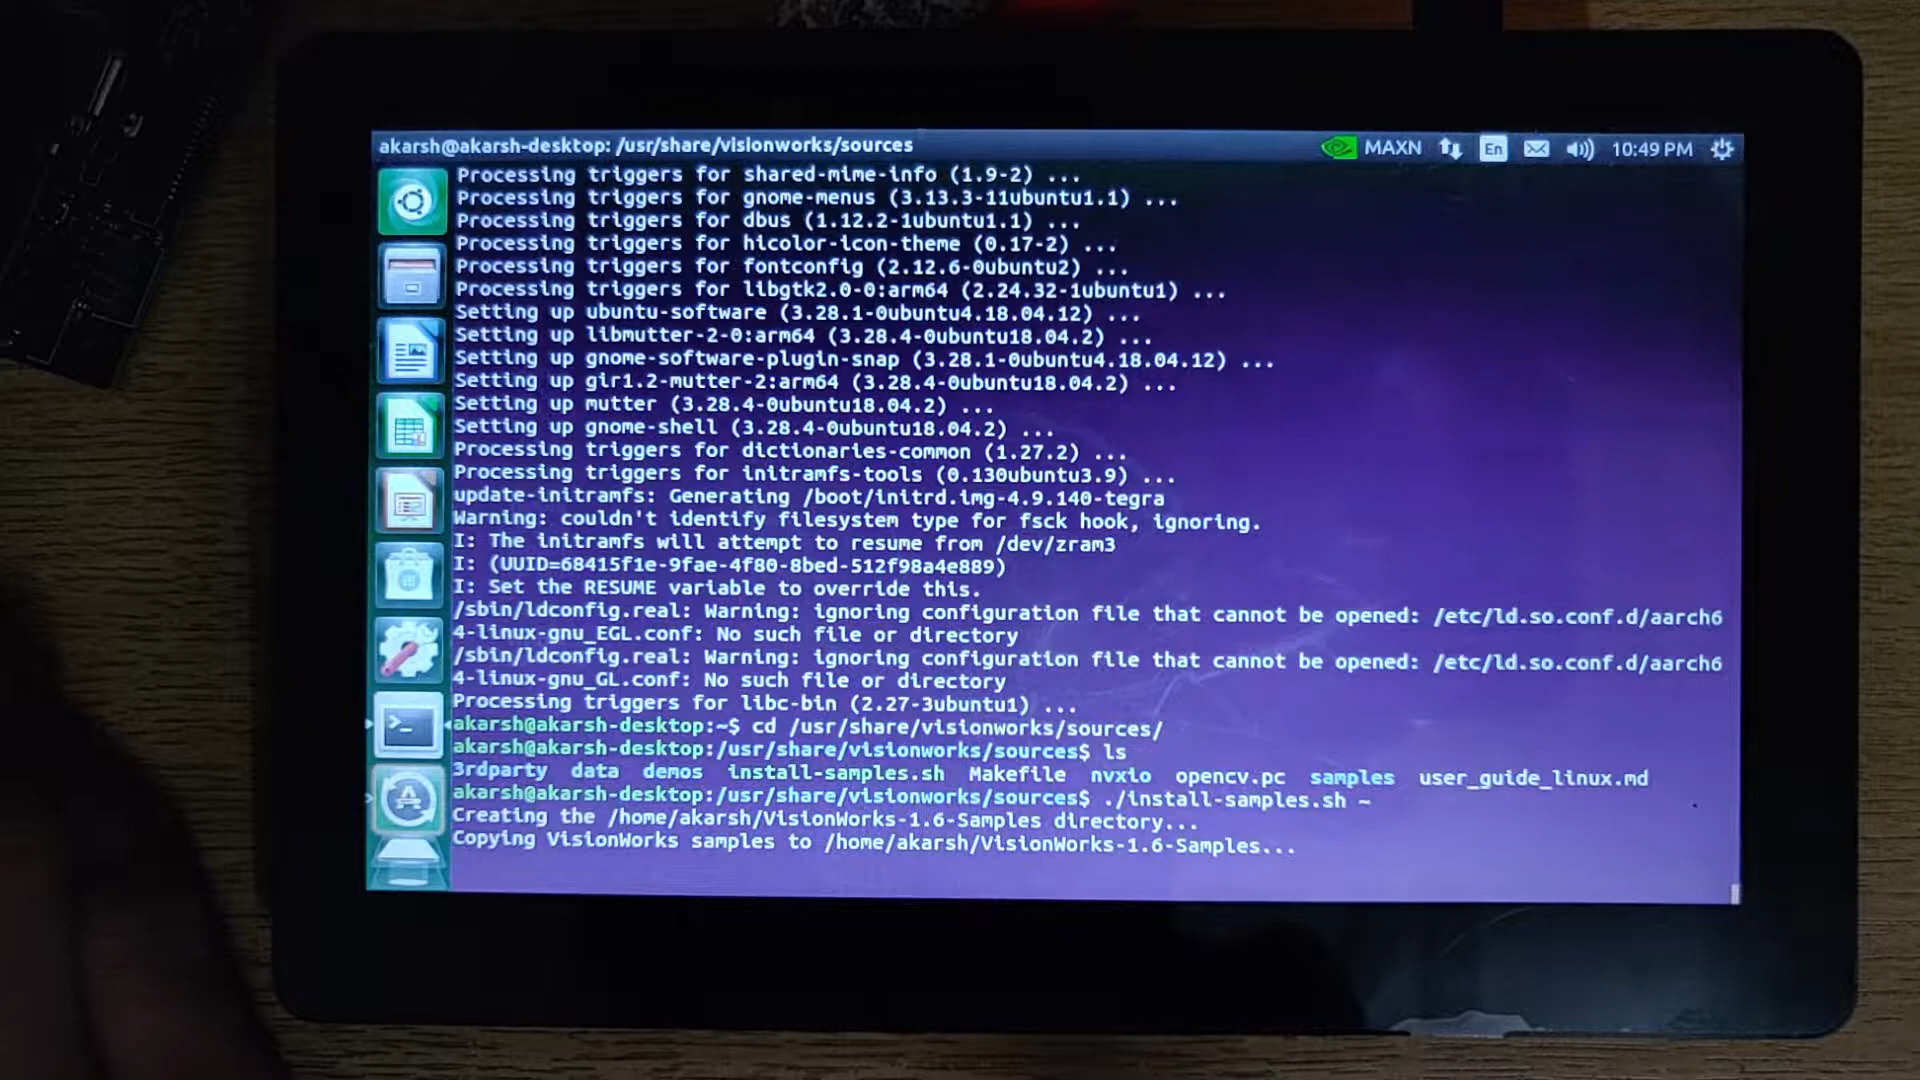 akarsh@akarsh-desktop: /usr/share/visionworks/sources
MAXN
En
10:49 PM
Processing triggers for shared-mime-info (1.9-2) ...
Processing triggers for gnome-menus (3.13.3-11ubuntu1.1) ...
Processing triggers for dbus (1.12.2-1ubuntu1.1) ...
Processing triggers for hicolor-icon-theme (0.17-2) ...
Processing triggers for fontconfig (2.12.6-0ubuntu2) ...
Processing triggers for libgtk2.0-0:arm64 (2.24.32-1ubuntu1) ...
Setting up ubuntu-software (3.28.1-0ubuntu4.18.04.12) ...
Setting up libmutter-2-0:arm64 (3.28.4-0ubuntu18.04.2) ...
Setting up gnome-software-plugin-snap (3.28.1-0ubuntu4.18.04.12) ...
Setting up gir1.2-mutter-2:arm64 (3.28.4-0ubuntu18.04.2) ...
Setting up mutter (3.28.4-0ubuntu18.04.2) ...
Setting up gnome-shell (3.28.4-0ubuntu18.04.2) ...
Processing triggers for dictionaries-common (1.27.2) ...
Processing triggers for initramfs-tools (0.130ubuntu3.9) ...
update-initramfs: Generating /boot/initrd.img-4.9.140-tegra
Warning: couldn't identify filesystem type for fsck hook, ignoring.
I: The initramfs will attempt to resume from /dev/zram3
I: (UUID=68415f1e-9fae-4f80-8bed-512f98a4e889)
I: Set the RESUME variable to override this.
/sbin/ldconfig.real: Warning: ignoring configuration file that cannot be opened: /etc/ld.so.conf.d/aarch6
4-linux-gnu_EGL.conf: No such file or directory
/sbin/ldconfig.real: Warning: ignoring configuration file that cannot be opened: /etc/ld.so.conf.d/aarch6
4-linux-gnu_GL.conf: No such file or directory
Processing triggers for libc-bin (2.27-3ubuntu1) ...
akarsh@akarsh-desktop:~$ cd /usr/share/visionworks/sources/
akarsh@akarsh-desktop:/usr/share/visionworks/sources$ ls
3rdparty data demos install-samples.sh Makefile nvxio opencv.pc samples user_guide_linux.md
akarsh@akarsh-desktop:/usr/share/visionworks/sources$ ./install-samples.sh ~
Creating the /home/akarsh/VisionWorks-1.6-Samples directory...
Copying VisionWorks samples to /home/akarsh/VisionWorks-1.6-Samples...